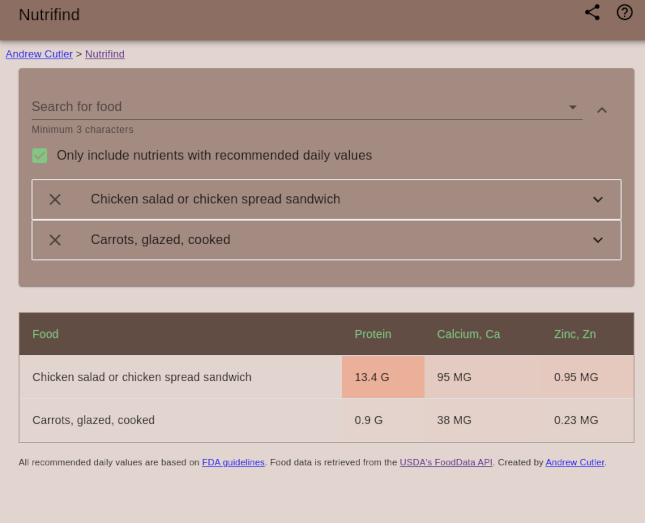 Nutrifind
Andrew Cutler > Nutrifind
Search for food
Minimum 3 characters
Only include nutrients with recommended daily values
Chicken salad or chicken spread sandwich
Carrots, glazed, cooked
Food Protein Calcium, Ca Zinc, Zn
Chicken salad or chicken spread sandwich 13.4 G 95 MG 0.95 MG
Carrots, glazed, cooked 0.9 G 38 MG 0.23 MG
All recommended daily values are based on FDA guidelines. Food data is retrieved from the USDA's FoodData API. Created by Andrew Cutler.